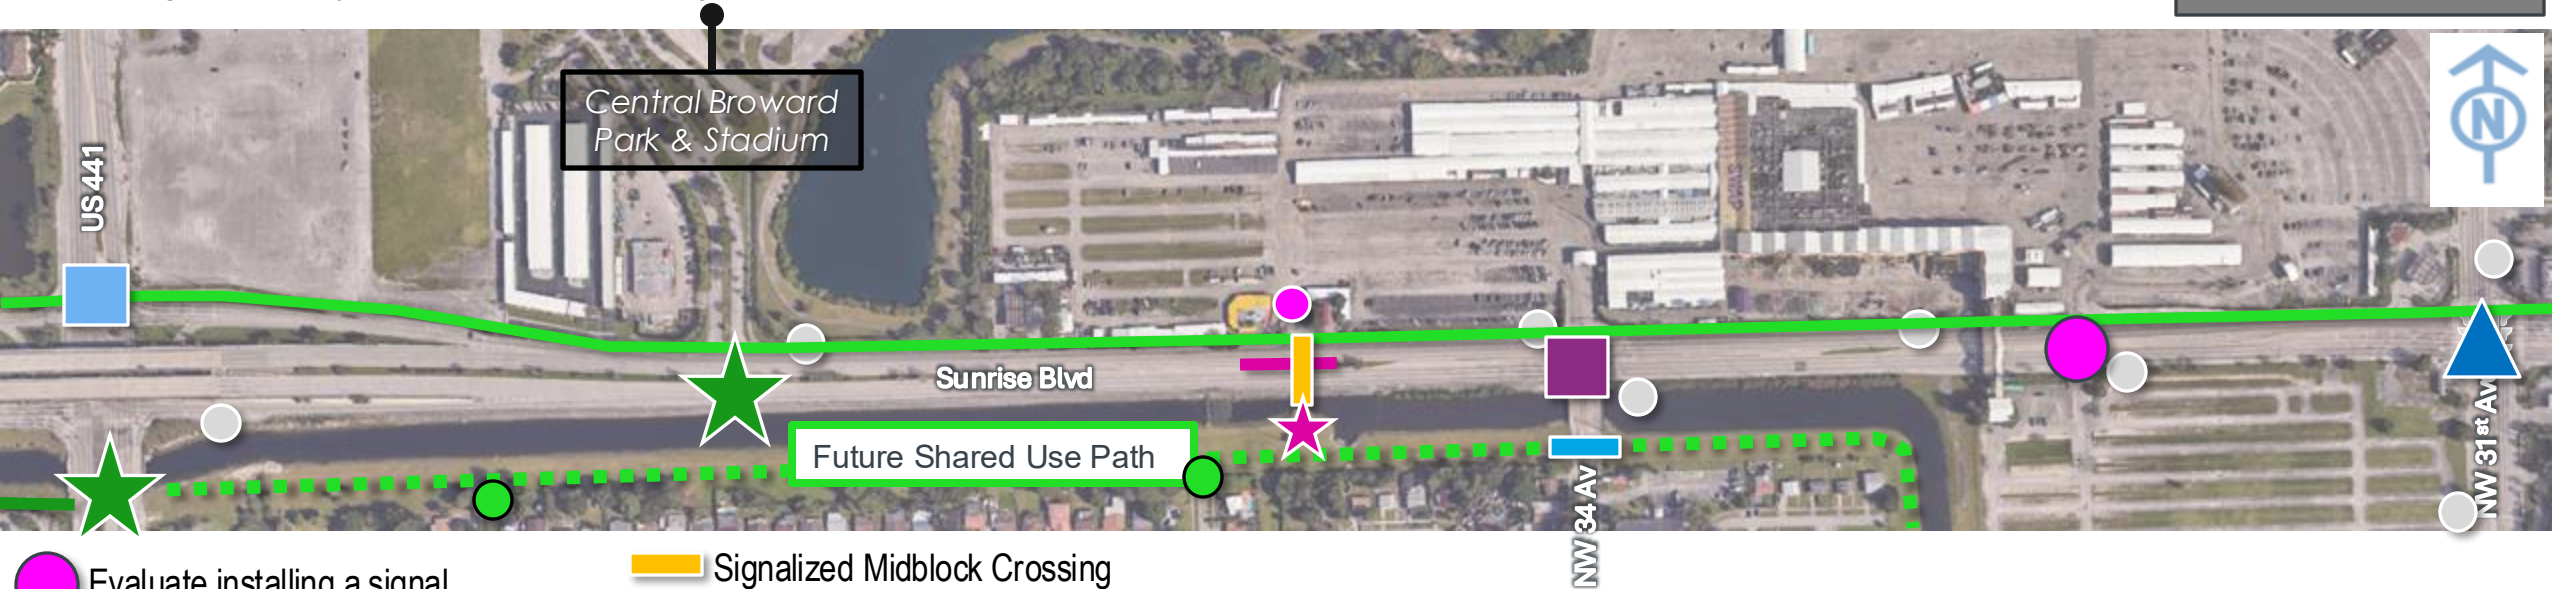 Central Broward
Park & Stadium
N
US 441
Sunrise Blvd
Future Shared Use Path
NW 34 Av
NW 31st Av
Evaluate installing a signal
Signalized Midblock Crossing